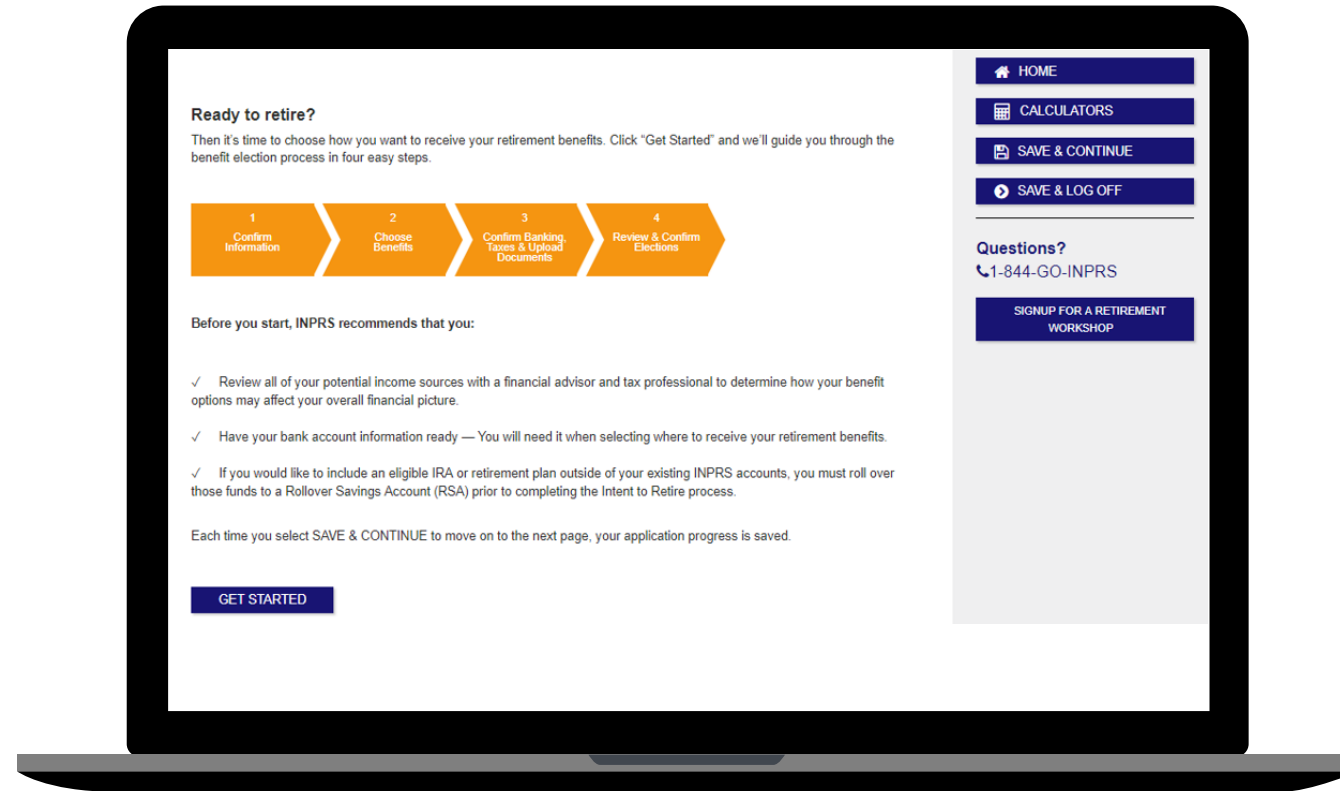 Ready to retire?
Then it's time to choose how you want to receive your retirement benefits. Click “Get Started” and we'll guide you through the
benefit election process in four easy steps.
1
Confirm
Information
2
Choose
Benefits
3
Confirm Banking,
Taxes & Upload
Documents
4
Review & Confirm
Elections
Before you start, INPRS recommends that you:
✓ Review all of your potential income sources with a financial advisor and tax professional to determine how your benefit
options may affect your overall financial picture.
✓ Have your bank account information ready — You will need it when selecting where to receive your retirement benefits.
✓ If you would like to include an eligible IRA or retirement plan outside of your existing INPRS accounts, you must roll over
those funds to a Rollover Savings Account (RSA) prior to completing the Intent to Retire process.
Each time you select SAVE & CONTINUE to move on to the next page, your application progress is saved.
GET STARTED
HOME
CALCULATORS
SAVE & CONTINUE
SAVE & LOG OFF
Questions?
1-844-GO-INPRS
SIGNUP FOR A RETIREMENT
WORKSHOP